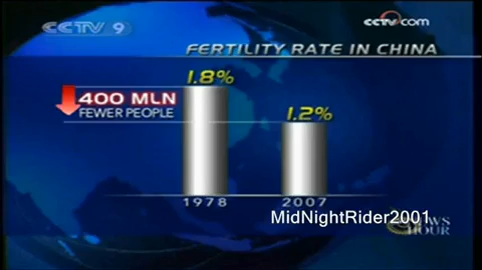 CCTV 9
CCTV.com
FERTILITY RATE IN CHINA
1.8%
400 MLN
FEWER PEOPLE
1.2%
1978
2007
MidNightRider2001
NEWS
HOUR